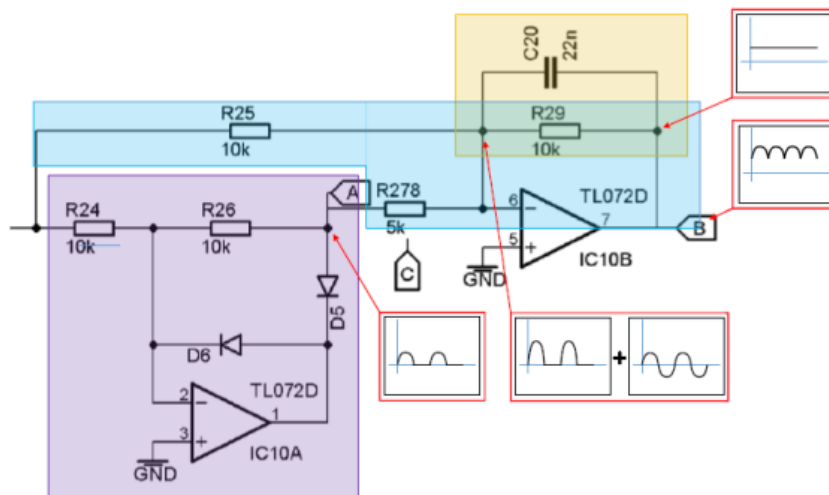 C20
22n
R25
10k
R29
10k
A
R278
5k
TL072D
6
7
5
B
IC10B
GND
C
R24
10k
R26
10k
D5
D6
TL072D
2
1
3
IC10A
GND
+